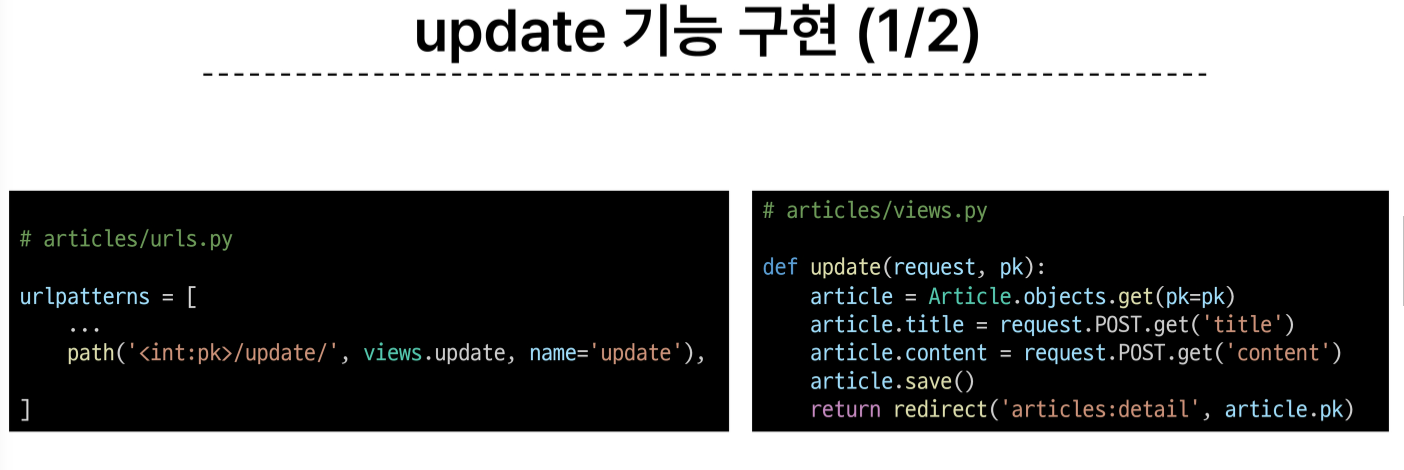 update 기능 구현 (1/2)
# articles/urls.py
urlpatterns = [
    ...
    path('<int:pk>/update/', views.update, name='update'),
]
# articles/views.py
def update(request, pk):
    article = Article.objects.get(pk=pk)
    article.title = request.POST.get('title')
    article.content = request.POST.get('content')
    article.save()
    return redirect('articles:detail', article.pk)